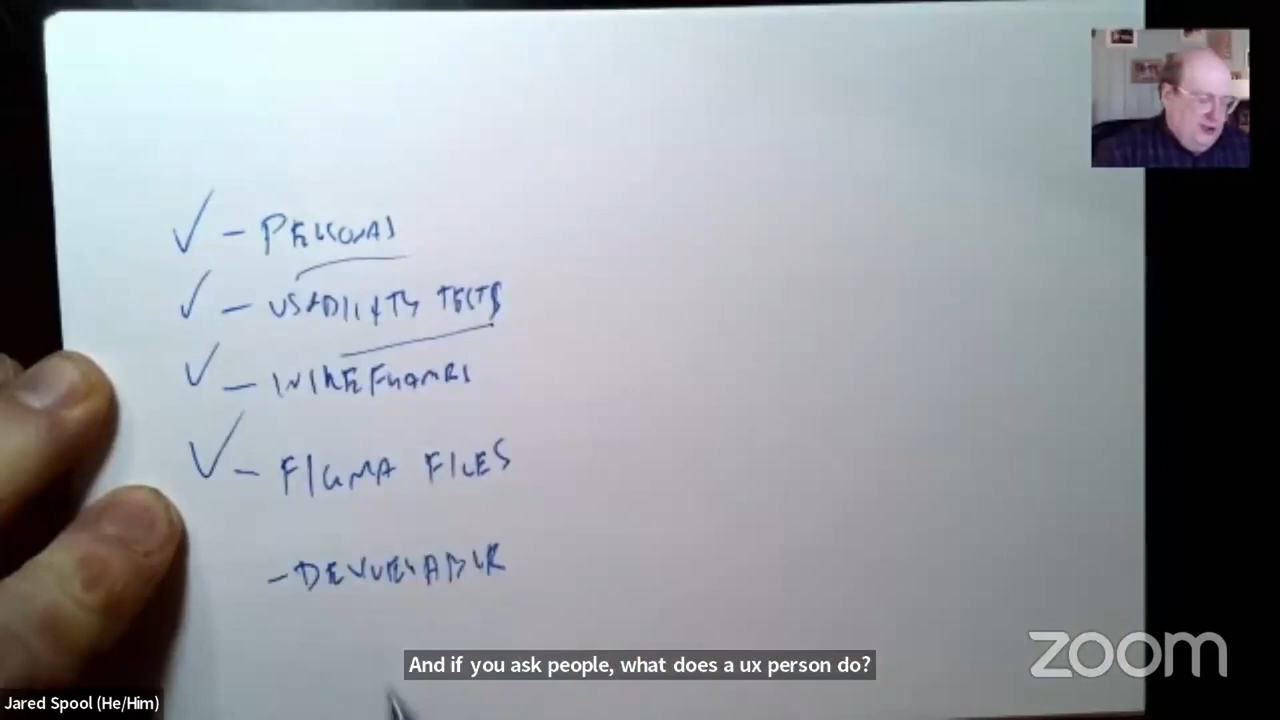 ✓ - PERSONAS
✓ - USABILITY TESTS
✓ - WIREFRAMES
✓ - FIGMA FILES
- DELIVERABLE
And if you ask people, what does a ux person do?
zoom
Jared Spool (He/Him)